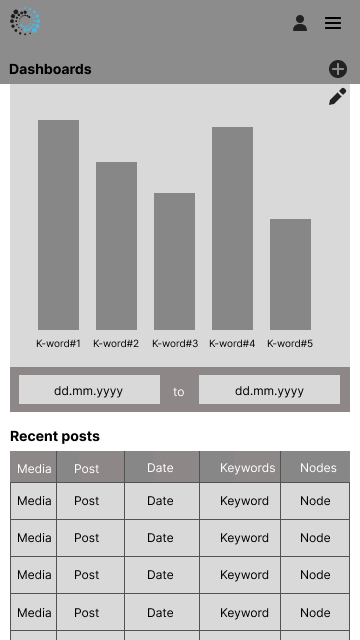 Dashboards
K-word#1 K-word#2 K-word#3 K-word#4 K-word#5
dd.mm.yyyy to dd.mm.yyyy
Recent posts
Media Post Date Keywords Nodes
Media Post Date Keyword Node
Media Post Date Keyword Node
Media Post Date Keyword Node
Media Post Date Keyword Node